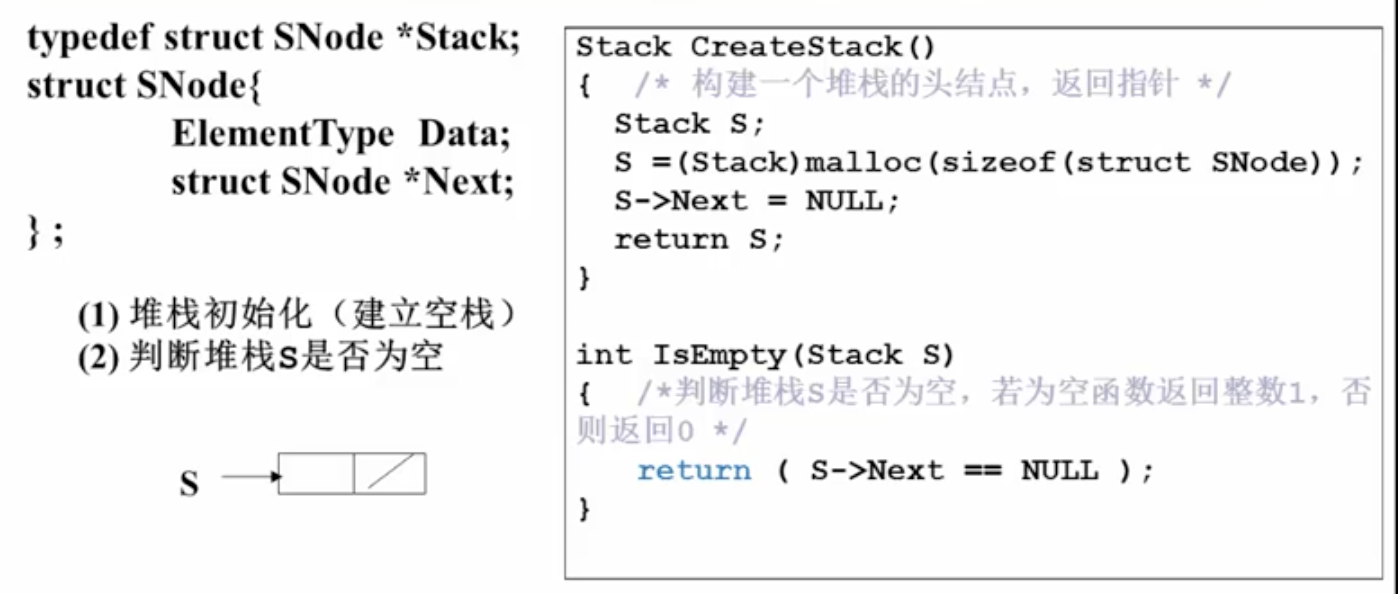 typedef struct SNode *Stack;
struct SNode{
ElementType Data;
struct SNode *Next;
} ;
(1) 堆栈初始化（建立空栈）
(2) 判断堆栈S是否为空
S
Stack CreateStack()
{ /* 构建一个堆栈的头结点，返回指针 */
Stack S;
S =(Stack)malloc(sizeof(struct SNode));
S->Next = NULL;
return S;
}
int IsEmpty(Stack S)
{ /*判断堆栈S是否为空，若为空函数返回整数1，否
则返回0 */
return ( S->Next == NULL );
}